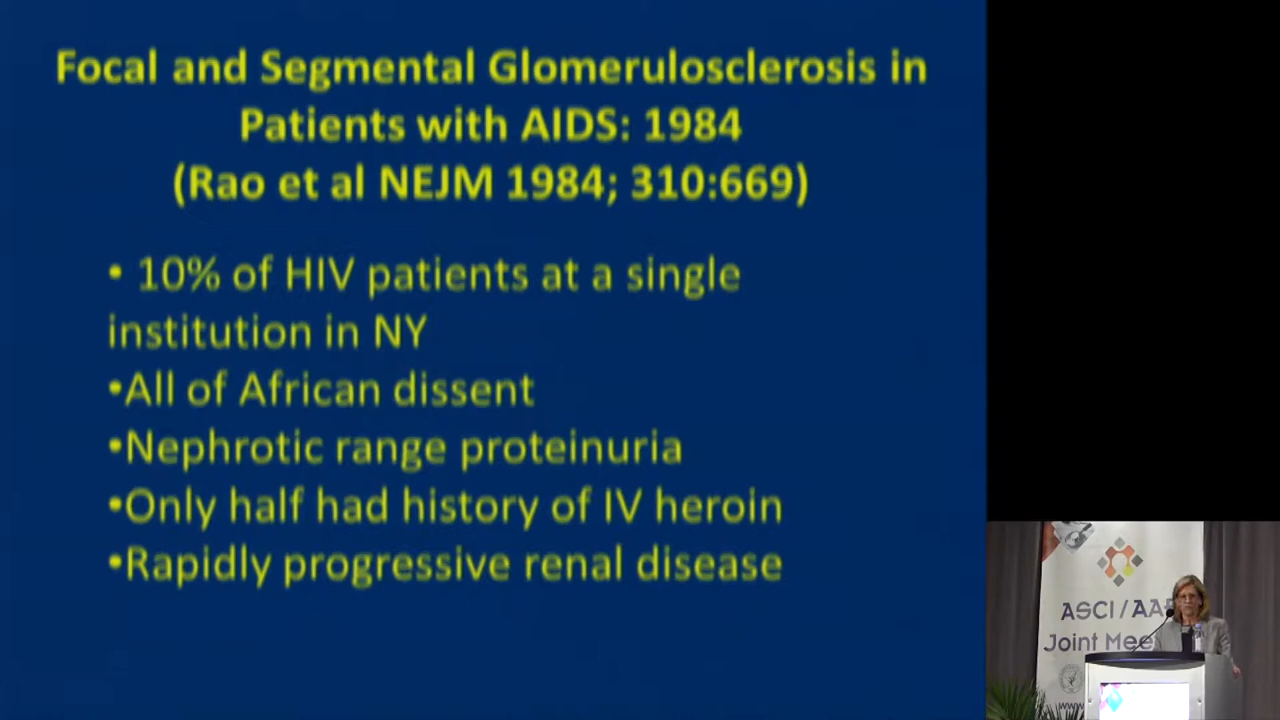 Focal and Segmental Glomerulosclerosis in
Patients with AIDS: 1984
(Rao et al NEJM 1984; 310:669)
• 10% of HIV patients at a single
institution in NY
•All of African dissent
•Nephrotic range proteinuria
•Only half had history of IV heroin
•Rapidly progressive renal disease
ASCI / AA
Joint Mee